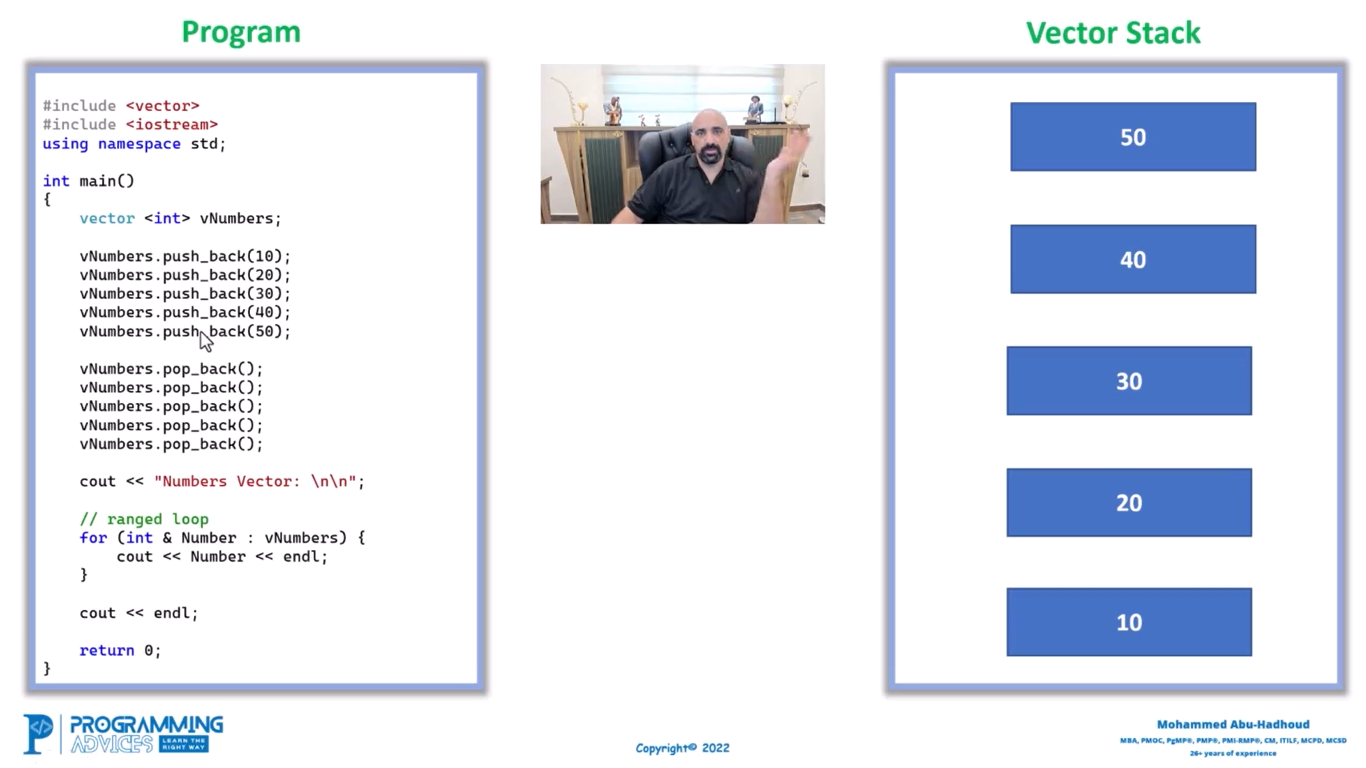 Program
#include <vector>
#include <iostream>
using namespace std;
int main()
{
vector <int> vNumbers;
vNumbers.push_back(10);
vNumbers.push_back(20);
vNumbers.push_back(30);
vNumbers.push_back(40);
vNumbers.push_back(50);
vNumbers.pop_back();
vNumbers.pop_back();
vNumbers.pop_back();
vNumbers.pop_back();
vNumbers.pop_back();
cout << "Numbers Vector: \n\n";
// ranged loop
for (int & Number : vNumbers) {
cout << Number << endl;
}
cout << endl;
return 0;
}
Vector Stack
50
40
30
20
10
P </> PROGRAMMING
ADVICES LEARN THE RIGHT WAY
Copyright© 2022
Mohammed Abu-Hadhoud
MBA, PMOC, PgMP®, PMP®, PMI-RMP®, CM, ITILF, MCPD, MCSD
26+ years of experience